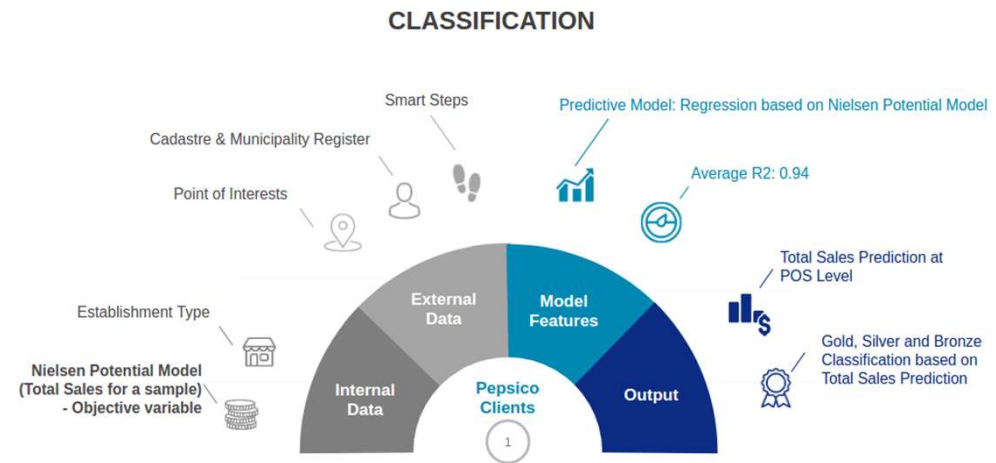 CLASSIFICATION
Smart Steps
Predictive Model: Regression based on Nielsen Potential Model
Cadastre & Municipality Register
Average R2: 0.94
Point of Interests
Total Sales Prediction at
POS Level
External
Data
Model
Features
Establishment Type
Gold, Silver and Bronze
Classification based on
Total Sales Prediction
Nielsen Potential Model
(Total Sales for a sample)
- Objective variable
Internal
Data
Pepsico
Clients
Output
1